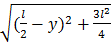 √((l/2 − y)² + 3l²/4)